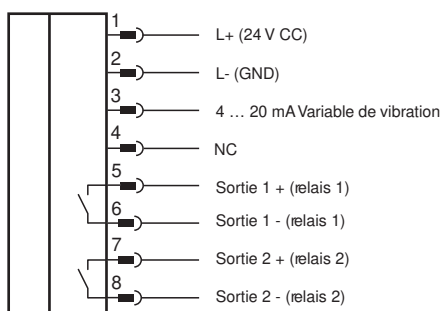 1 L+ (24 V CC)
2 L- (GND)
3 4 … 20 mA Variable de vibration
4 NC
5 Sortie 1 + (relais 1)
6 Sortie 1 - (relais 1)
7 Sortie 2 + (relais 2)
8 Sortie 2 - (relais 2)